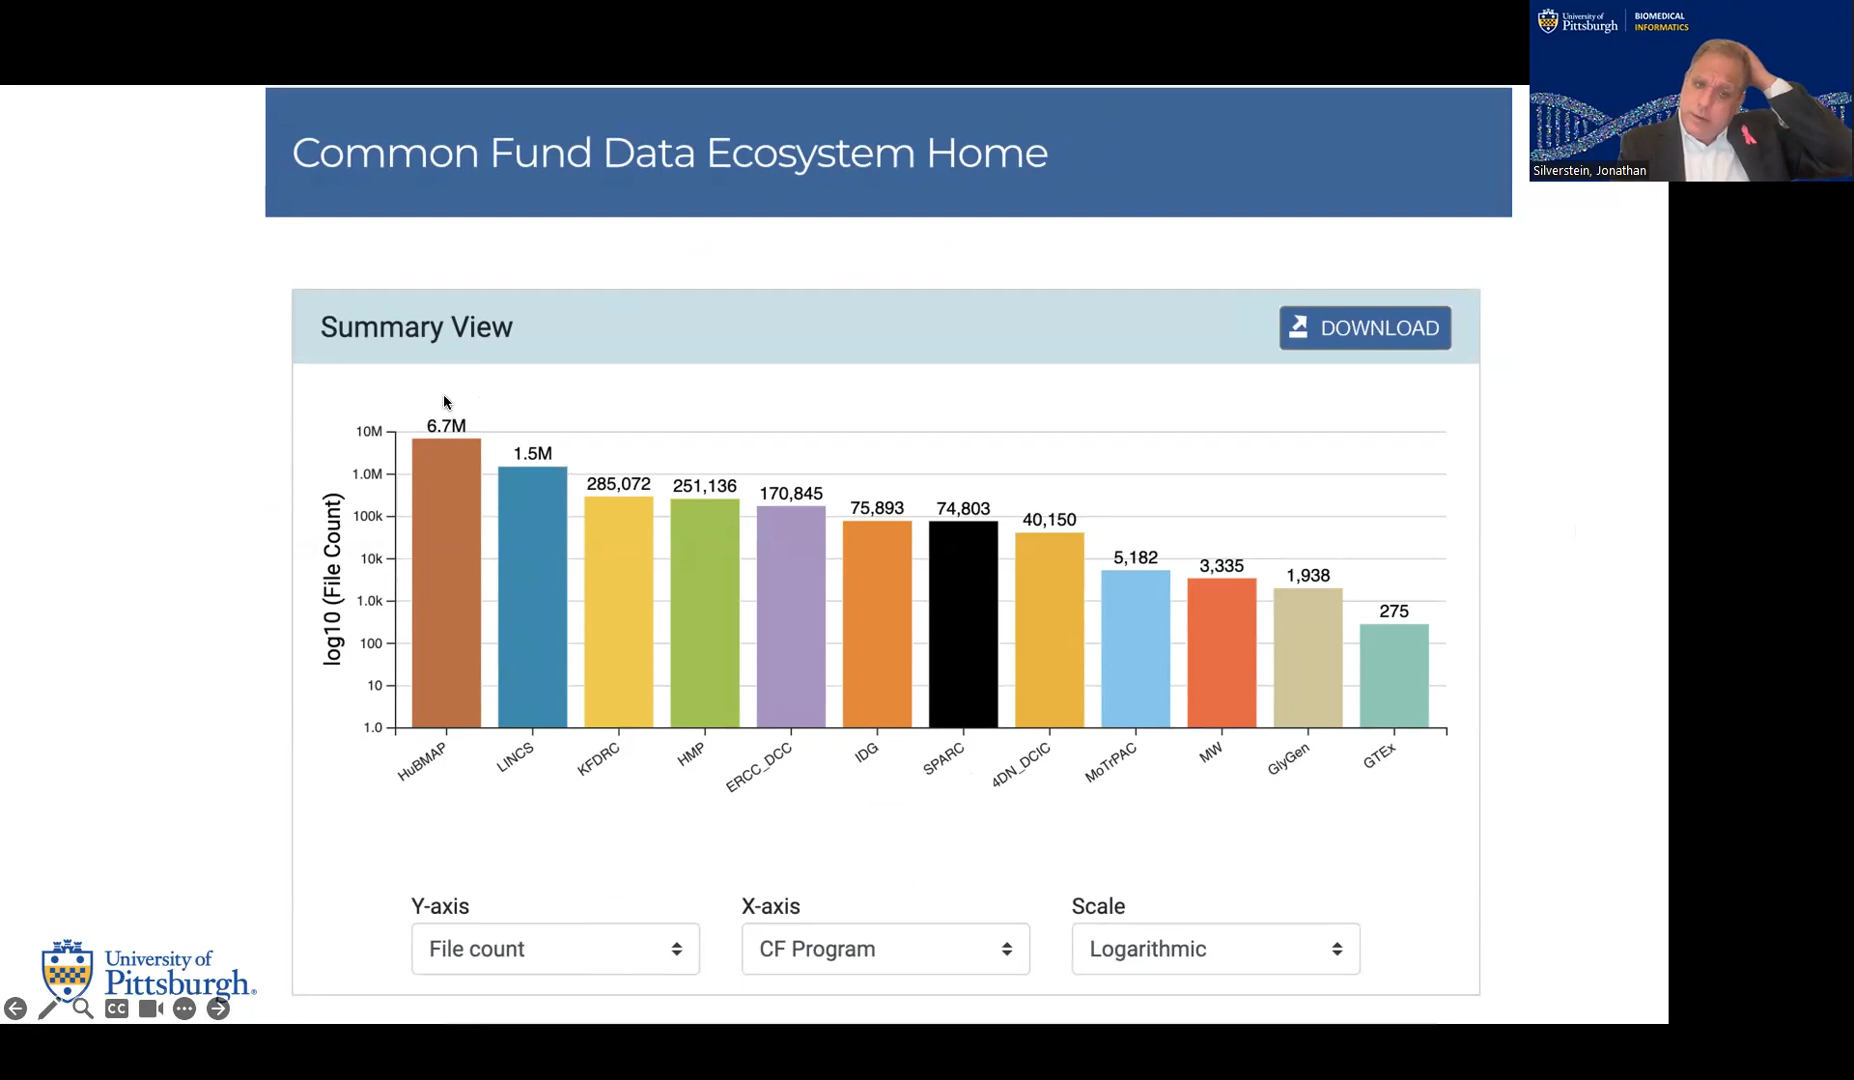 University of
Pittsburgh
BIOMEDICAL
INFORMATICS
Silverstein, Jonathan
Common Fund Data Ecosystem Home
Summary View
DOWNLOAD
log10 (File Count)
10M
1.0M
100k
10k
1.0k
100
10
1.0
6.7M
1.5M
285,072
251,136
170,845
75,893
74,803
40,150
5,182
3,335
1,938
275
HuBMAP
LINCS
KFDRC
HMP
ERCC_DCC
IDG
SPARC
4DN_DCIC
MoTrPAC
MW
GlyGen
GTEx
Y-axis
File count
X-axis
CF Program
Scale
Logarithmic
University of
Pittsburgh®
CC